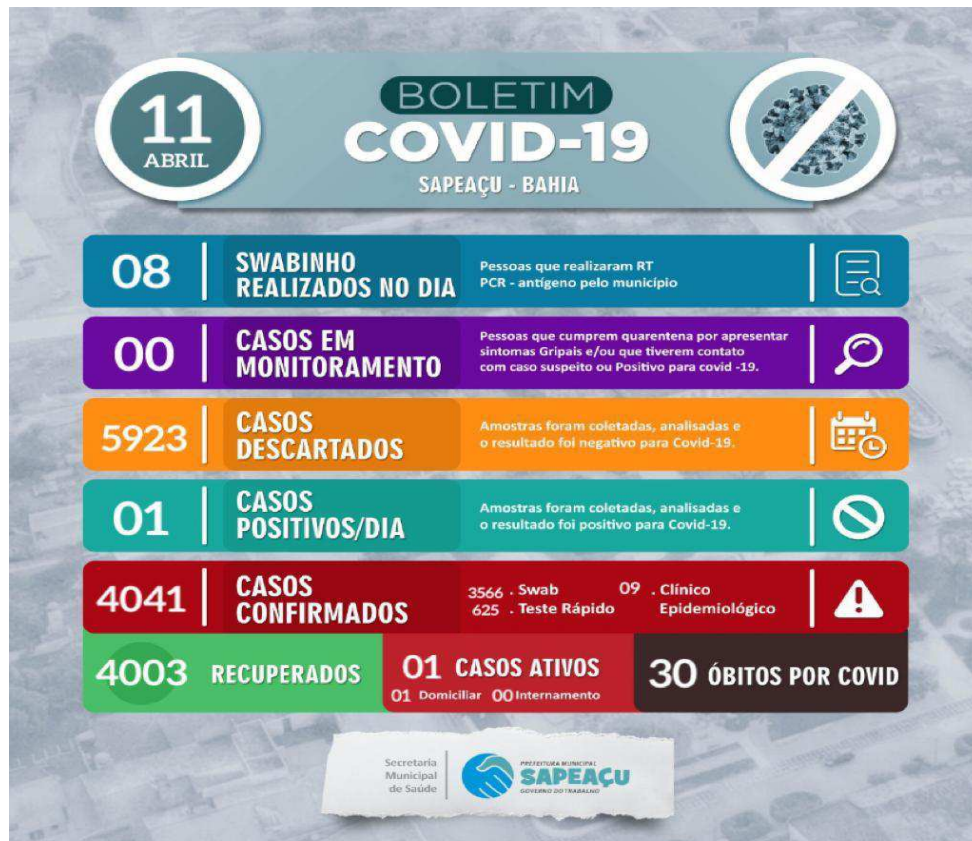 11
ABRIL
BOLETIM
COVID-19
SAPEAÇU - BAHIA
08
SWABINHO
REALIZADOS NO DIA
Pessoas que realizaram RT
PCR - antígeno pelo município
00
CASOS EM
MONITORAMENTO
Pessoas que cumprem quarentena por apresentar
sintomas Gripais e/ou que tiverem contato
com caso suspeito ou Positivo para covid -19.
5923
CASOS
DESCARTADOS
Amostras foram coletadas, analisadas e
o resultado foi negativo para Covid-19.
01
CASOS
POSITIVOS/DIA
Amostras foram coletadas, analisadas e
o resultado foi positivo para Covid-19.
4041
CASOS
CONFIRMADOS
3566 . Swab
625 . Teste Rápido
09 . Clínico
Epidemiológico
4003 RECUPERADOS
01 CASOS ATIVOS
01 Domiciliar 00 Internamento
30 ÓBITOS POR COVID
Secretaria
Municipal
de Saúde
PREFEITURA MUNICIPAL
SAPEAÇU
GOVERNO DO TRABALHO